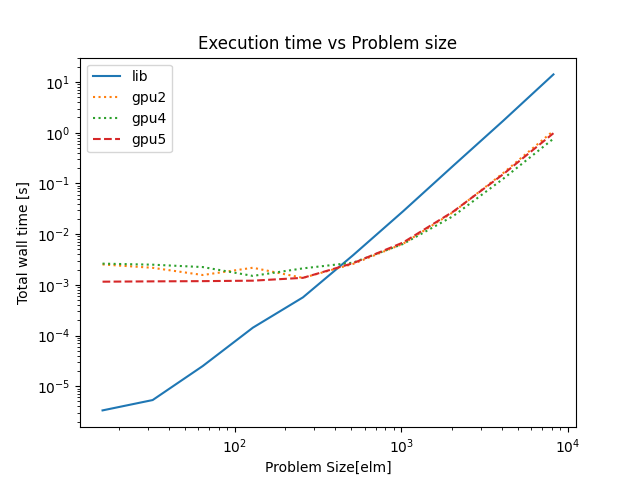 Execution time vs Problem size
lib
gpu2
gpu4
gpu5
Total wall time [s]
10^1
10^0
10^-1
10^-2
10^-3
10^-4
10^-5
10^2
10^3
10^4
Problem Size[elm]